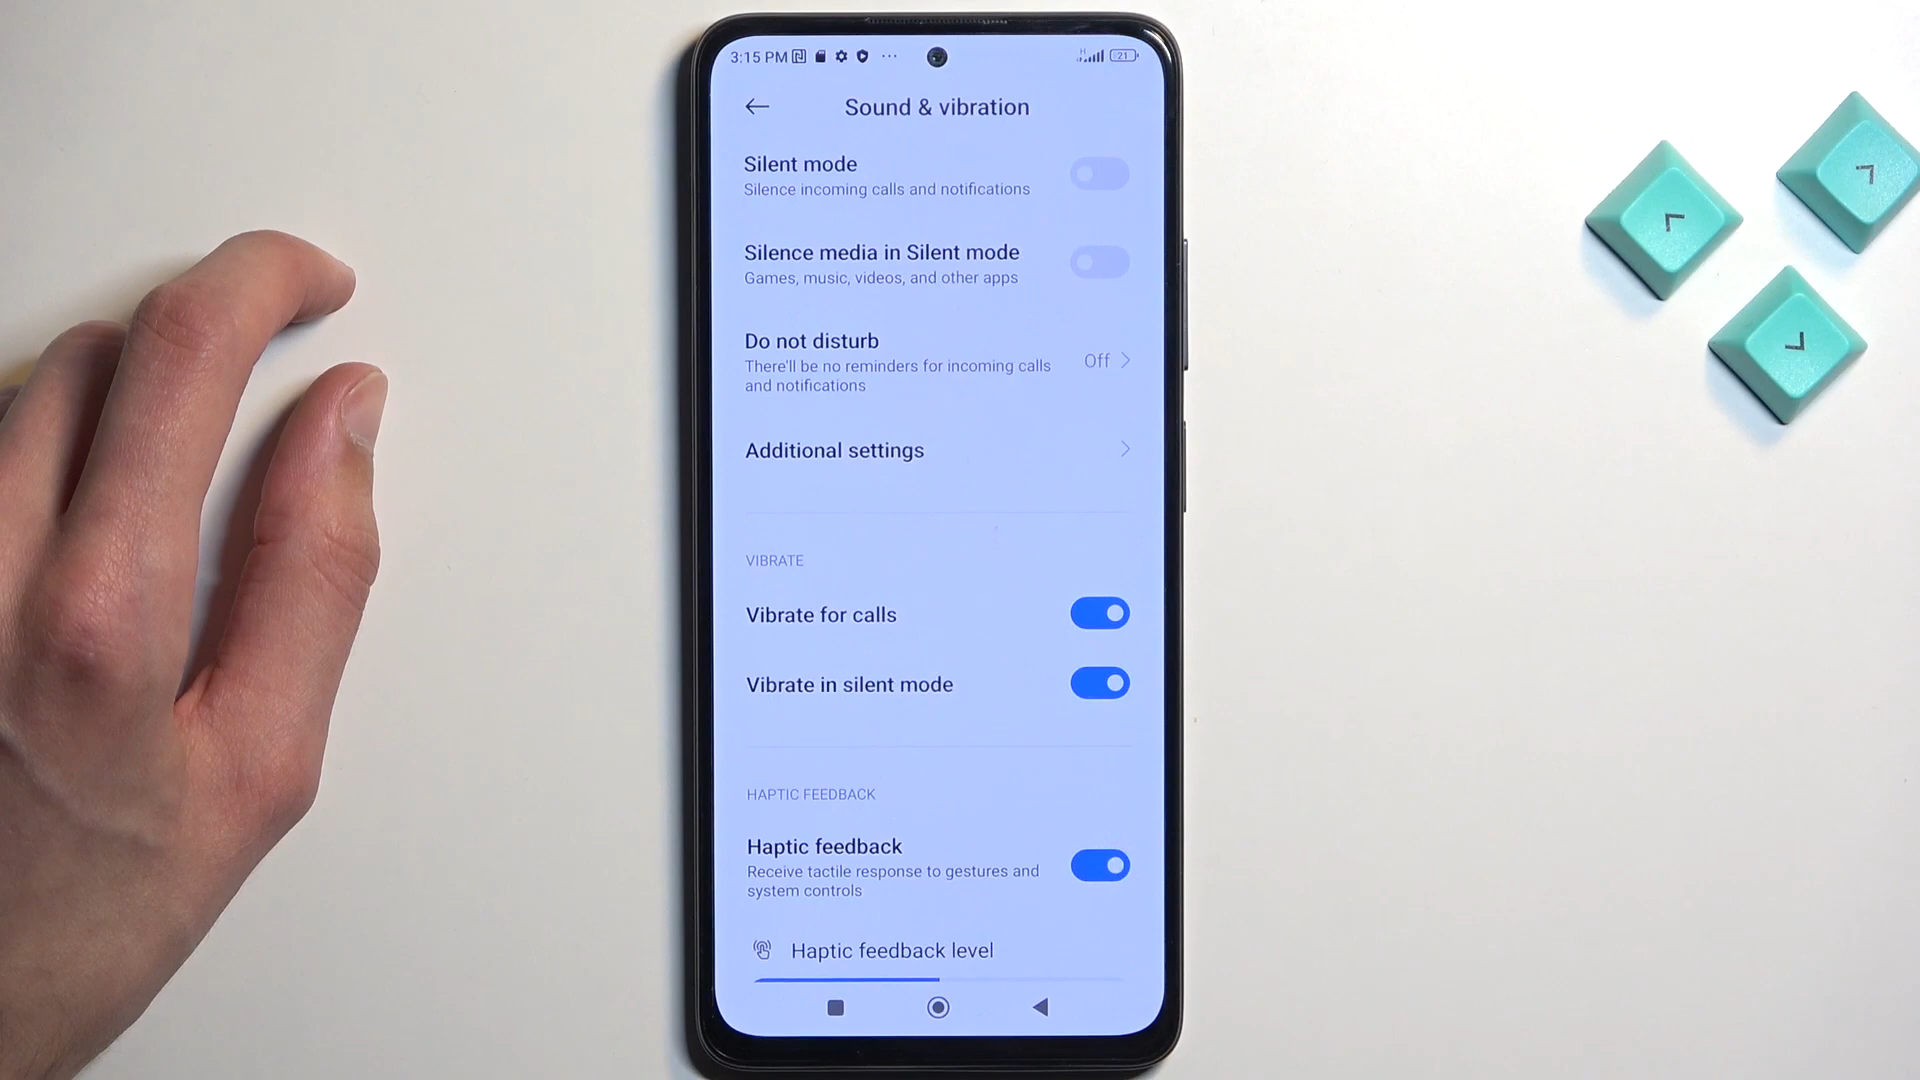 3:15 PM
H
21
Sound & vibration
Silent mode
Silence incoming calls and notifications
Silence media in Silent mode
Games, music, videos, and other apps
Do not disturb
There'll be no reminders for incoming calls
and notifications
Off
Additional settings
VIBRATE
Vibrate for calls
Vibrate in silent mode
HAPTIC FEEDBACK
Haptic feedback
Receive tactile response to gestures and
system controls
Haptic feedback level